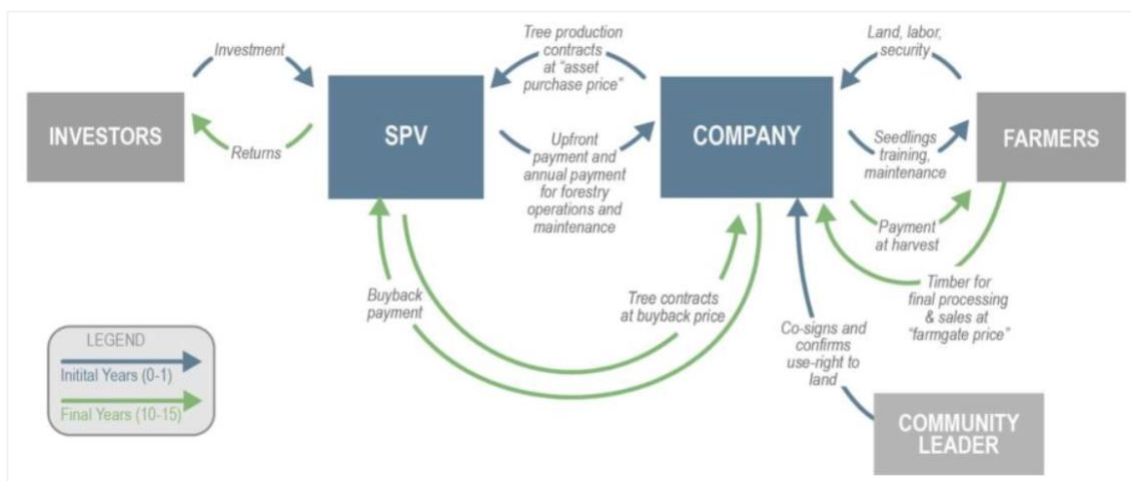 Investment
INVESTORS
Returns
SPV
Tree production
contracts
at "asset
purchase price"
Upfront
payment and
annual payment
for forestry
operations and
maintenance
COMPANY
Land, labor,
security
Seedlings
training,
maintenance
FARMERS
Payment
at harvest
Timber for
final processing
& sales at
"farmgate price"
Buyback
payment
Tree contracts
at buyback price
Co-signs and
confirms
use-right to
land
COMMUNITY
LEADER
LEGEND
Initital Years (0-1)
Final Years (10-15)